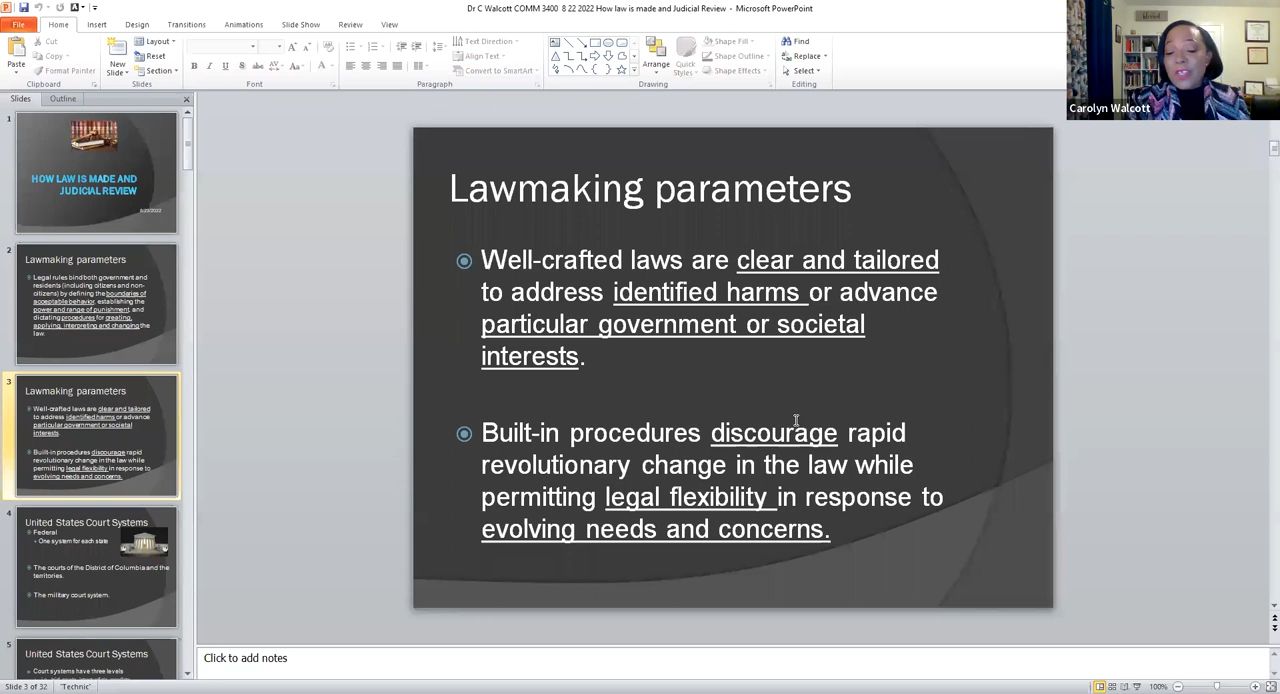 Dr C Walcott COMM 3400 8 22 2022 How law is made and Judicial Review - Microsoft PowerPoint
File Home Insert Design Transitions Animations Slide Show Review View
Cut
Copy
Format Painter
Paste
Clipboard
New
Slide
Layout
Reset
Section
Slides
B I U S abc AV Aa A
Font
Text Direction
Align Text
Convert to SmartArt
Paragraph
Arrange
Quick
Styles
Shape Fill
Shape Outline
Shape Effects
Drawing
Find
Replace
Select
Editing
Carolyn Walcott
Slides Outline
1
HOW LAW IS MADE AND
JUDICIAL REVIEW
2
Lawmaking parameters
Legal rules bind both government and
residents (including citizens and non-
citizens) by defining the boundaries of
acceptable behavior, establishing the
power and range of punishment, and
dictating procedures for creating,
applying, interpreting and changing the
law.
3
Lawmaking parameters
Well-crafted laws are clear and tailored
to address identified harms or advance
particular government or societal
interests.
Built-in procedures discourage rapid
revolutionary change in the law while
permitting legal flexibility in response to
evolving needs and concerns.
4
United States Court Systems
Federal
One system for each state
The courts of the District of Columbia and the
territories.
The military court system.
5
United States Court Systems
Court systems have three levels
Lawmaking parameters
Well-crafted laws are clear and tailored
to address identified harms or advance
particular government or societal
interests.
Built-in procedures discourage rapid
revolutionary change in the law while
permitting legal flexibility in response to
evolving needs and concerns.
Click to add notes
Slide 3 of 32 "Technic" 100%